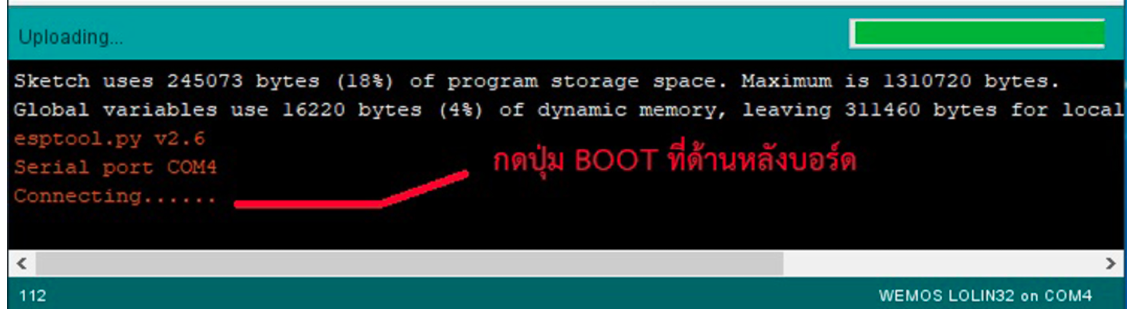 Uploading...
Sketch uses 245073 bytes (18%) of program storage space. Maximum is 1310720 bytes.
Global variables use 16220 bytes (4%) of dynamic memory, leaving 311460 bytes for local
esptool.py v2.6
Serial port COM4
กดปุ่ม BOOT ที่ด้านหลังบอร์ด
Connecting......
112
WEMOS LOLIN32 on COM4